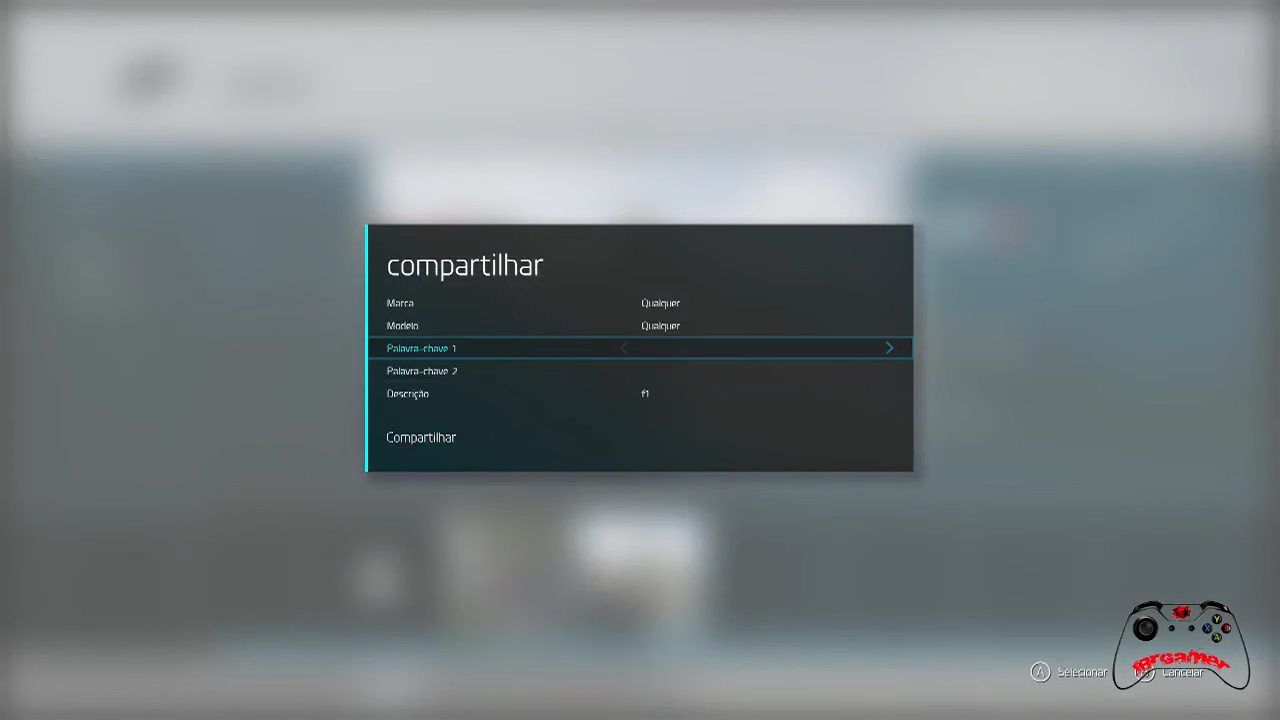 compartilhar
Marca Qualquer
Modelo Qualquer
Palavra-chave 1
Palavra-chave 2
Descrição f1
Compartilhar
A Selecionar Cancelar
Y
X B
A